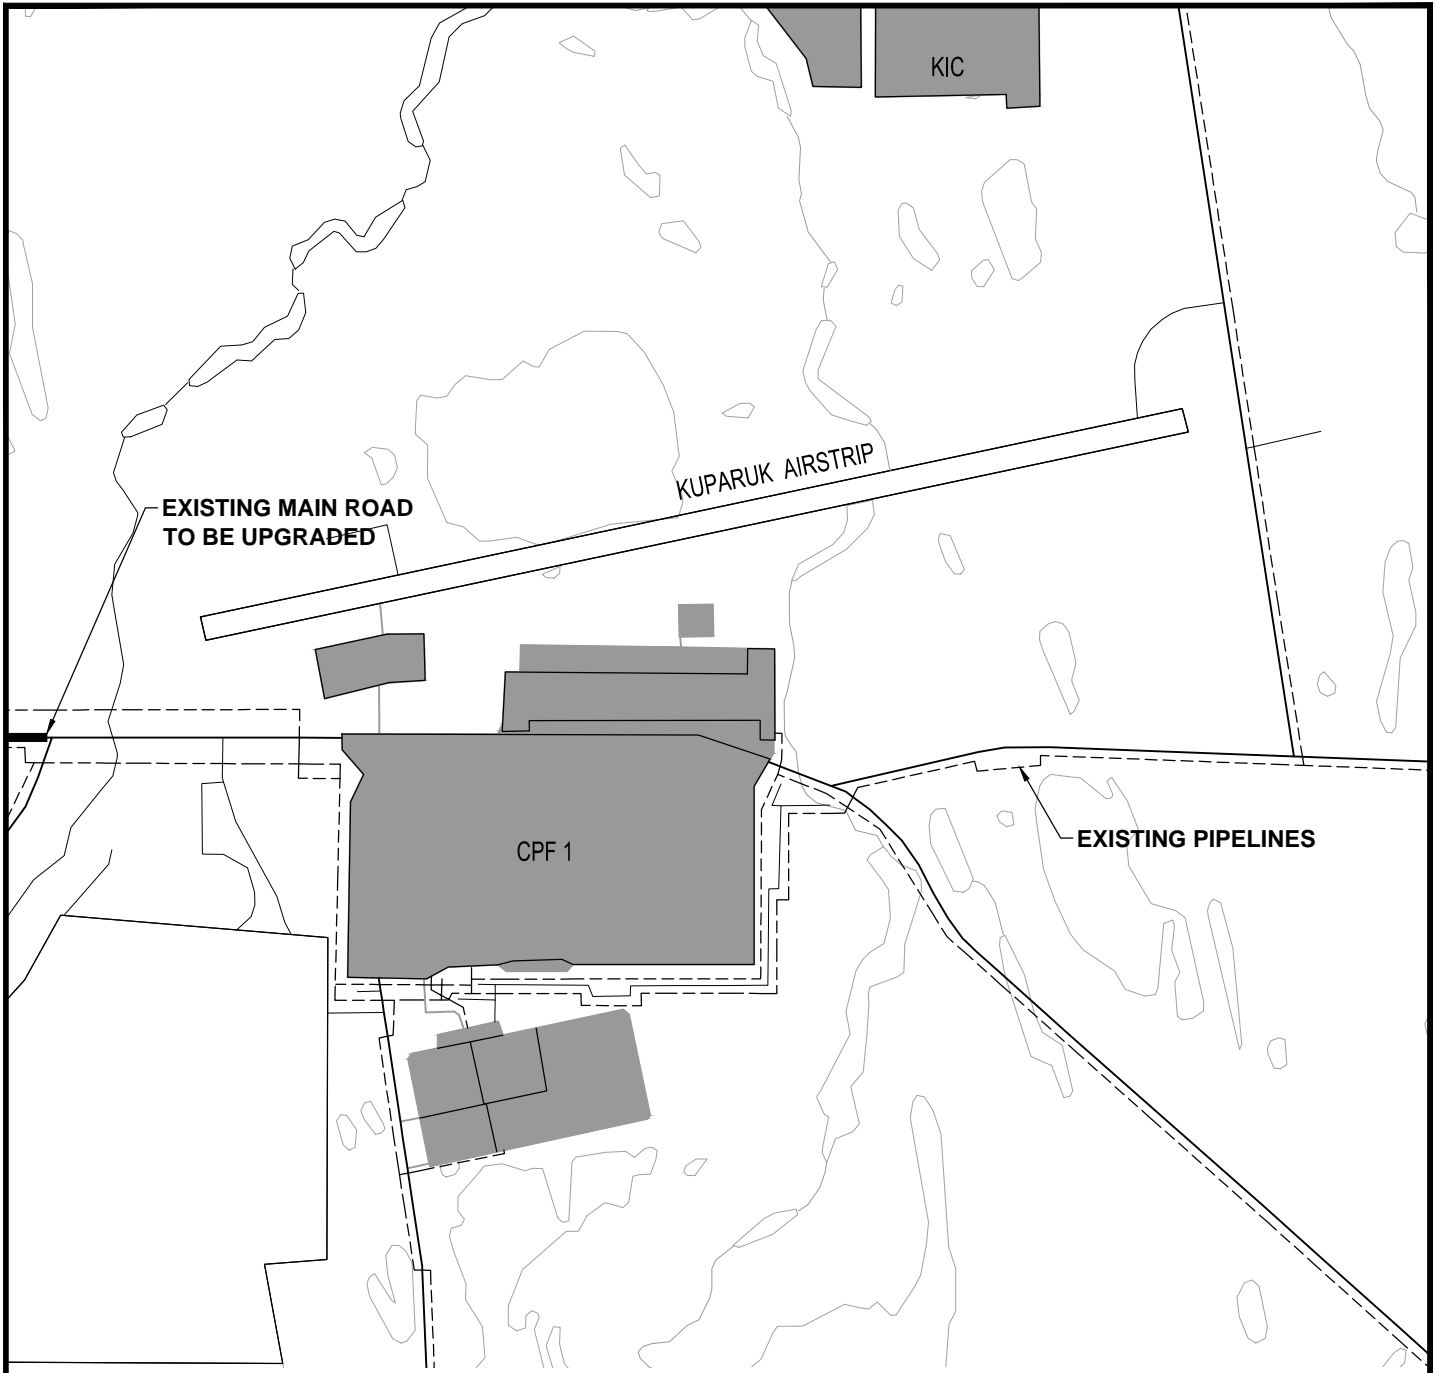 KIC
KUPARUK AIRSTRIP
EXISTING MAIN ROAD
TO BE UPGRADED
CPF 1
EXISTING PIPELINES